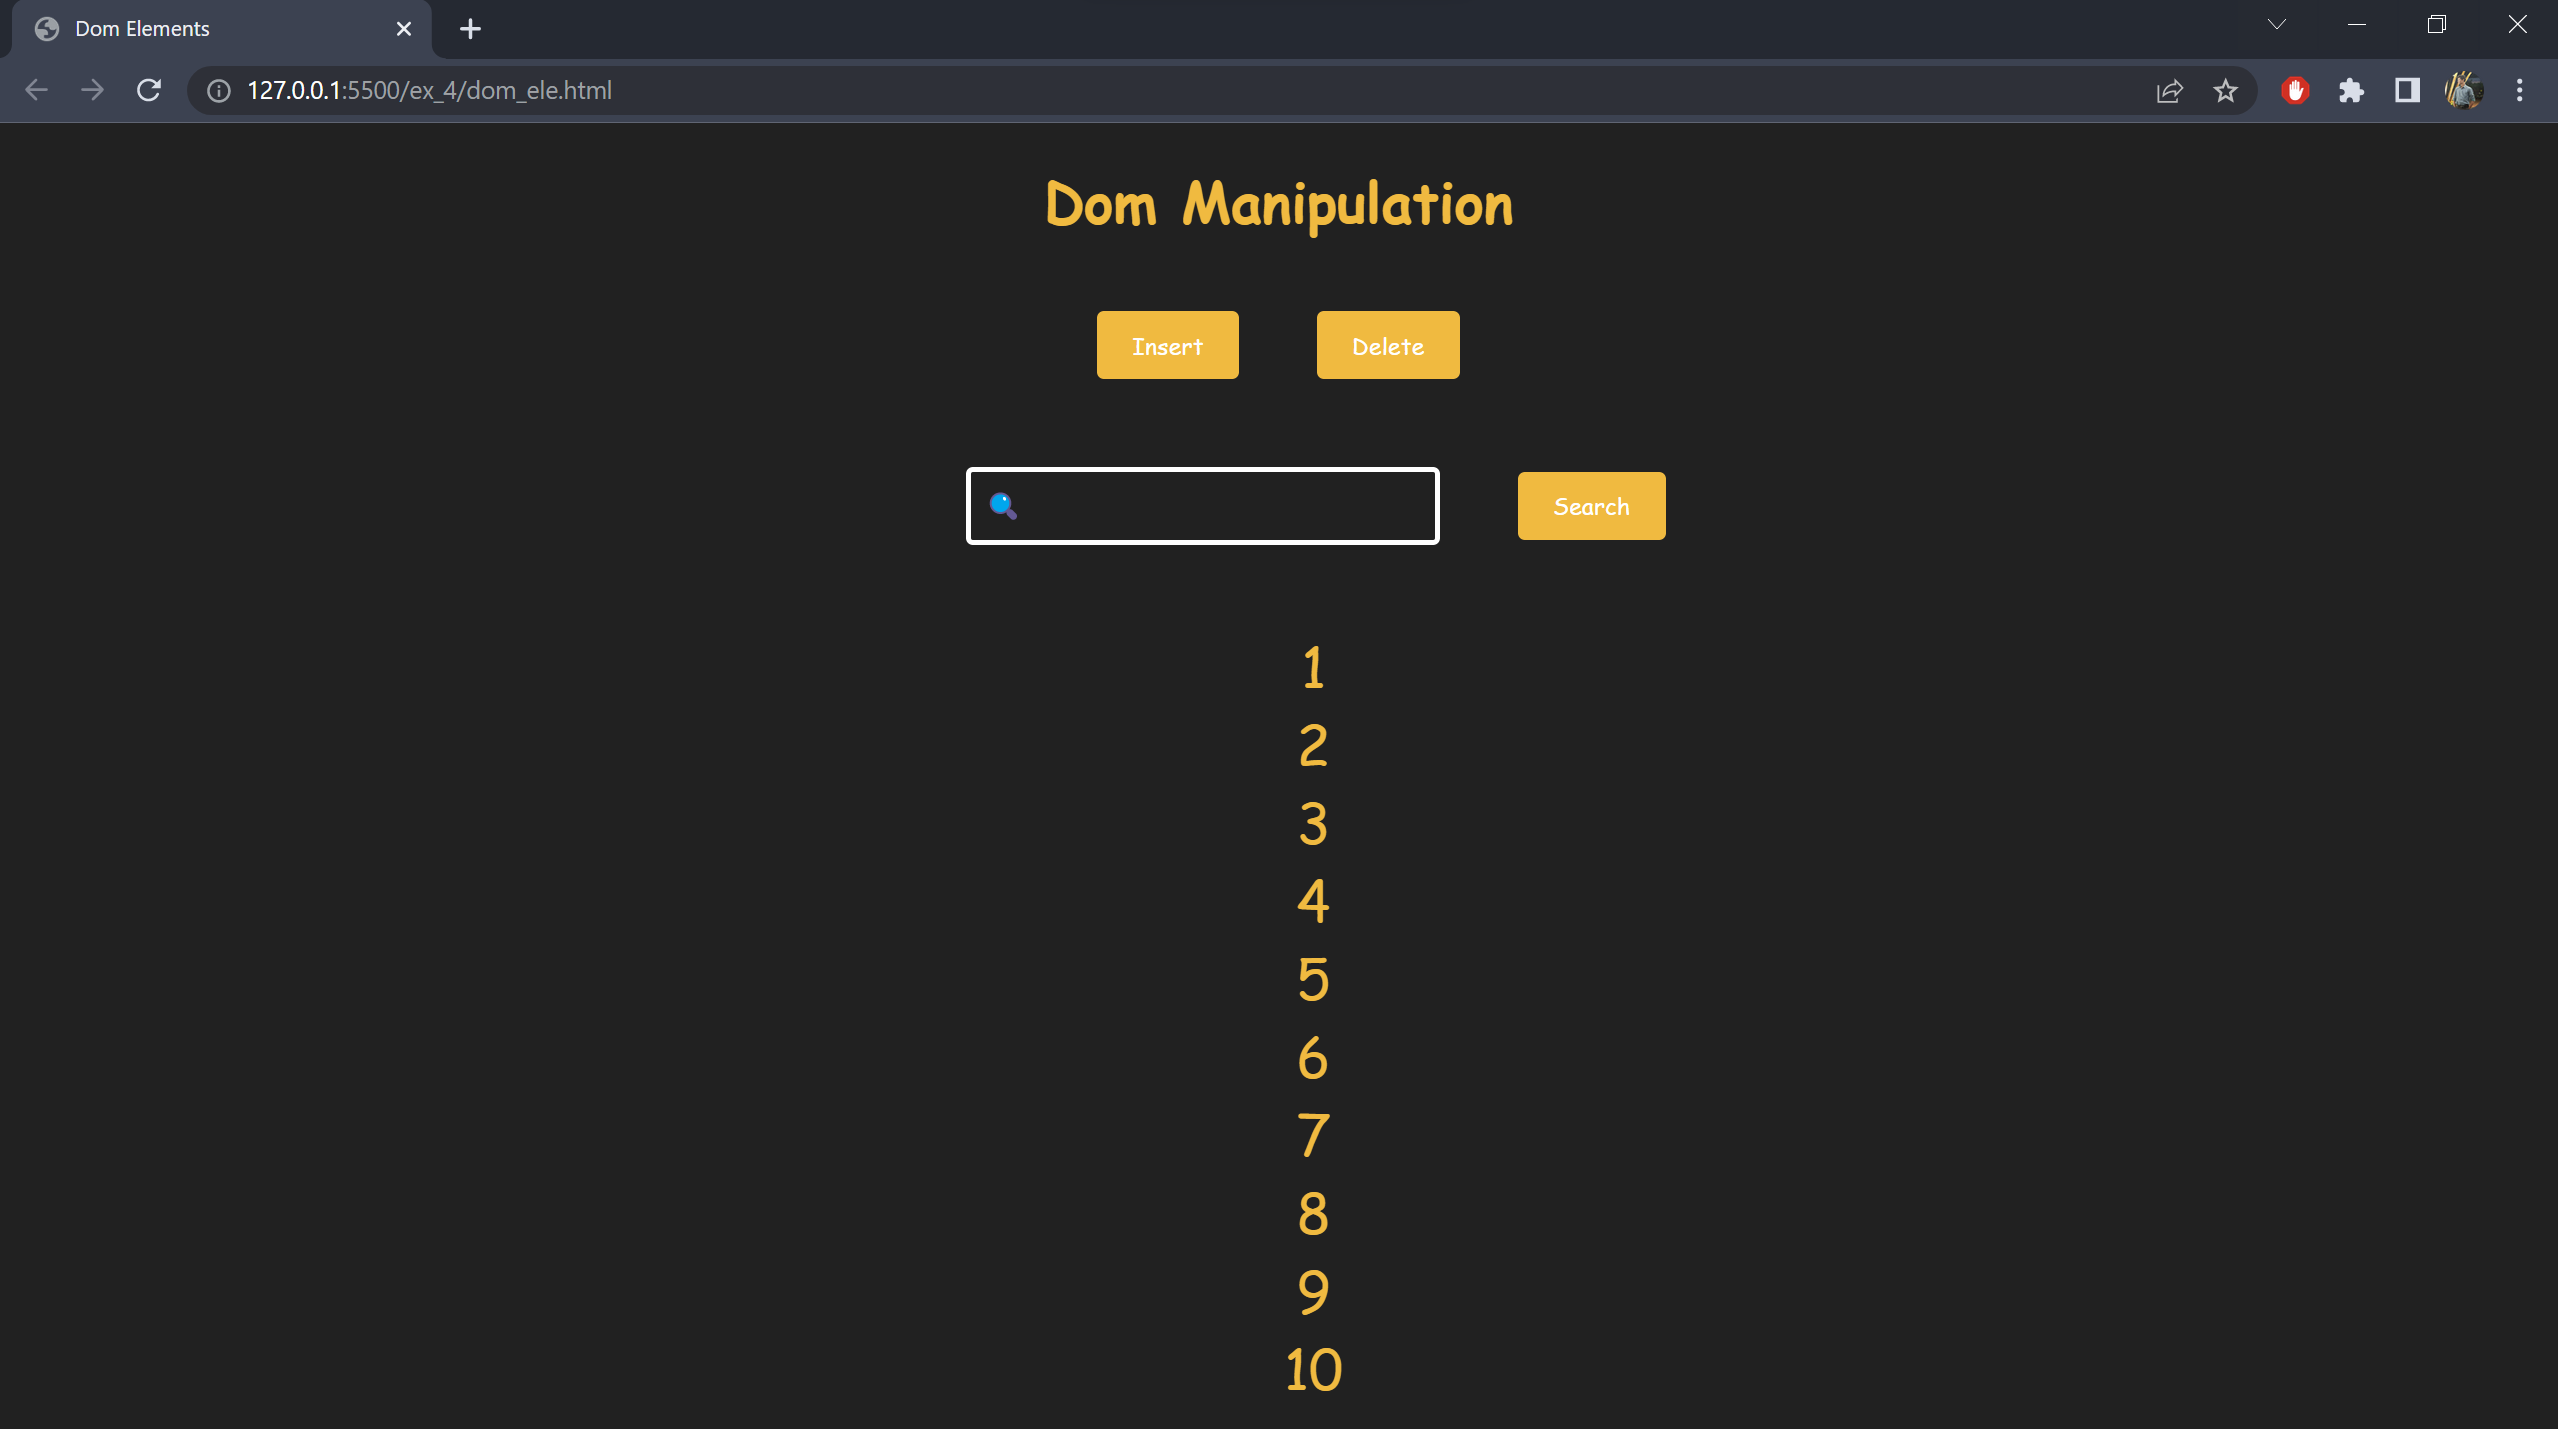 Dom Elements
127.0.0.1:5500/ex_4/dom_ele.html
Dom Manipulation
Insert Delete
Search
1
2
3
4
5
6
7
8
9
10